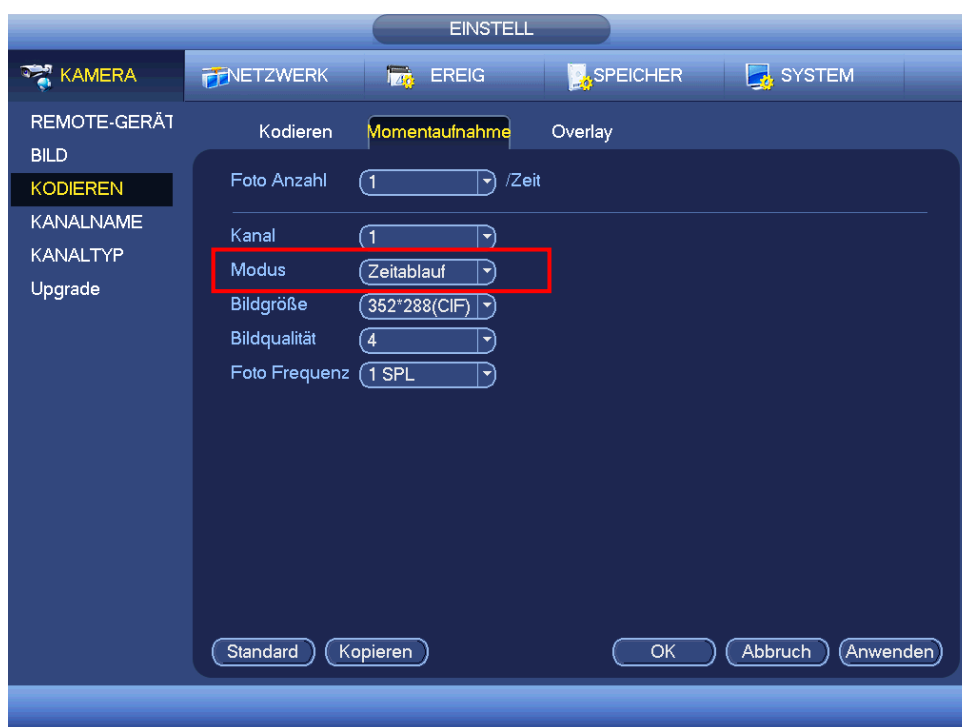 EINSTELL
KAMERA NETZWERK EREIG SPEICHER SYSTEM
REMOTE-GERÄT
BILD
KODIEREN
KANALNAME
KANALTYP
Upgrade
Kodieren Momentaufnahme Overlay
Foto Anzahl 1 /Zeit
Kanal 1
Modus Zeitablauf
Bildgröße 352*288(CIF)
Bildqualität 4
Foto Frequenz 1 SPL
Standard Kopieren OK Abbruch Anwenden